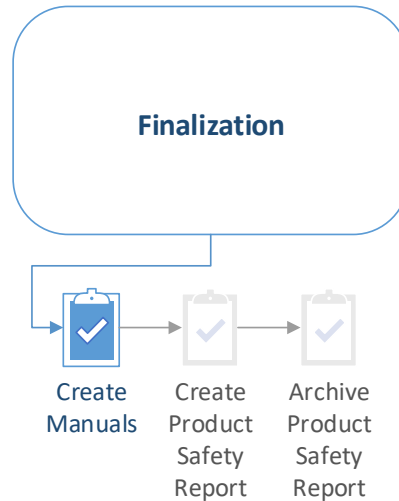 Finalization
Create
Manuals
Create
Product
Safety
Report
Archive
Product
Safety
Report